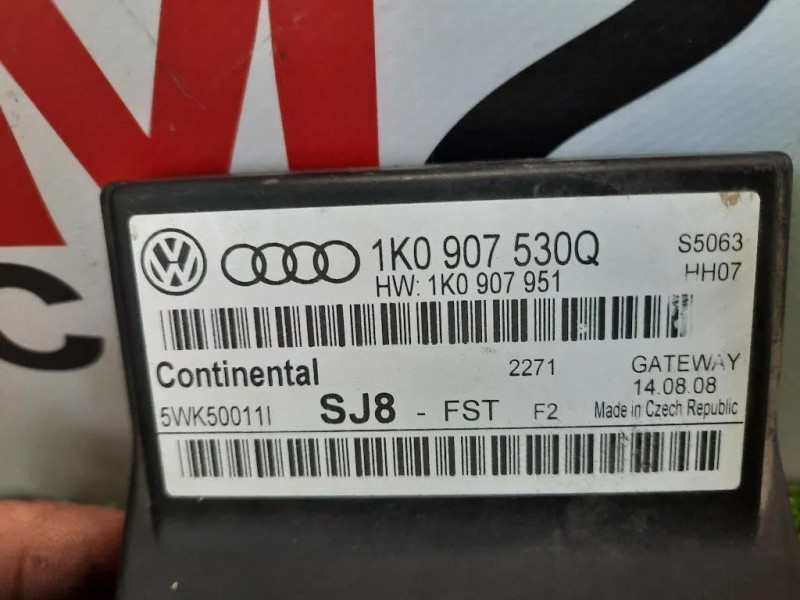 M2
C
1K0 907 530Q S5063
HW: 1K0 907 951 HH07
Continental 2271 GATEWAY
14.08.08
5WK50011I SJ8 - FST F2 Made in Czech Republic